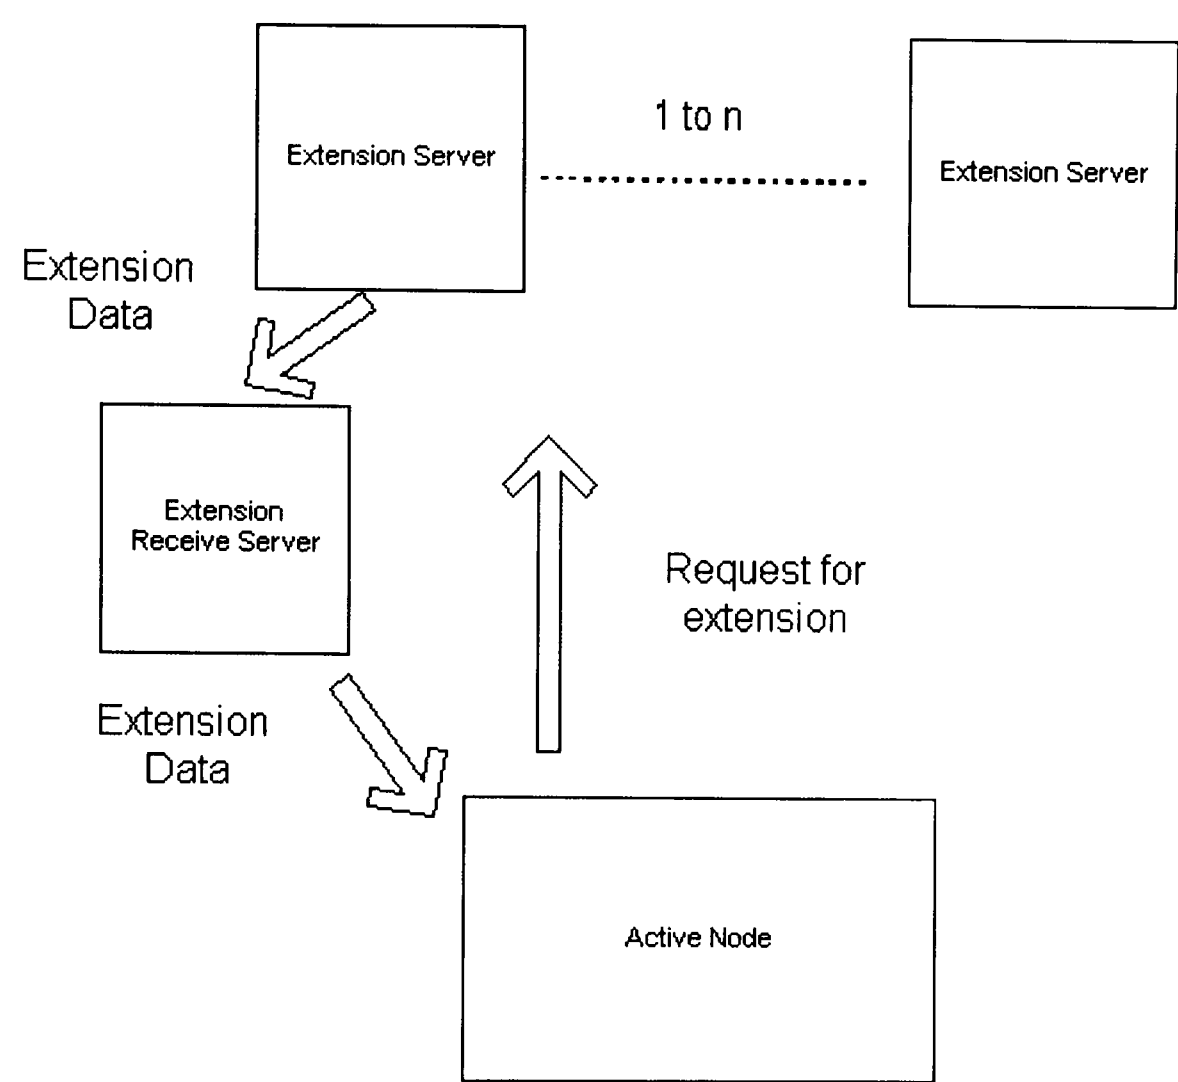 1 to n
Extension Server
Extension Server
Extension
Data
Extension
Receive Server
Request for
extension
Extension
Data
Active Node